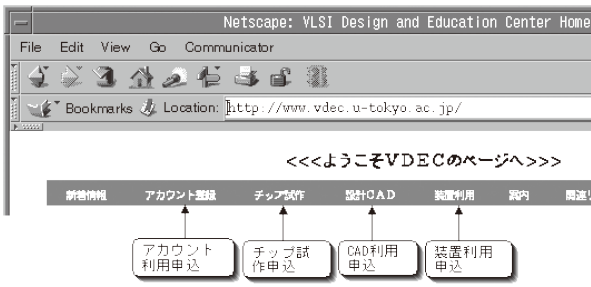 Netscape: VLSI Design and Education Center Home
File Edit View Go Communicator
Bookmarks Location: http://www.vdec.u-tokyo.ac.jp/
<<<ようこそVDECのページへ>>>
新着情報 アカウント登録 チップ試作 設計CAD 装置利用 案内 関連リ
アカウント
利用申込
チップ試
作申込
CAD利用
申込
装置利用
申込